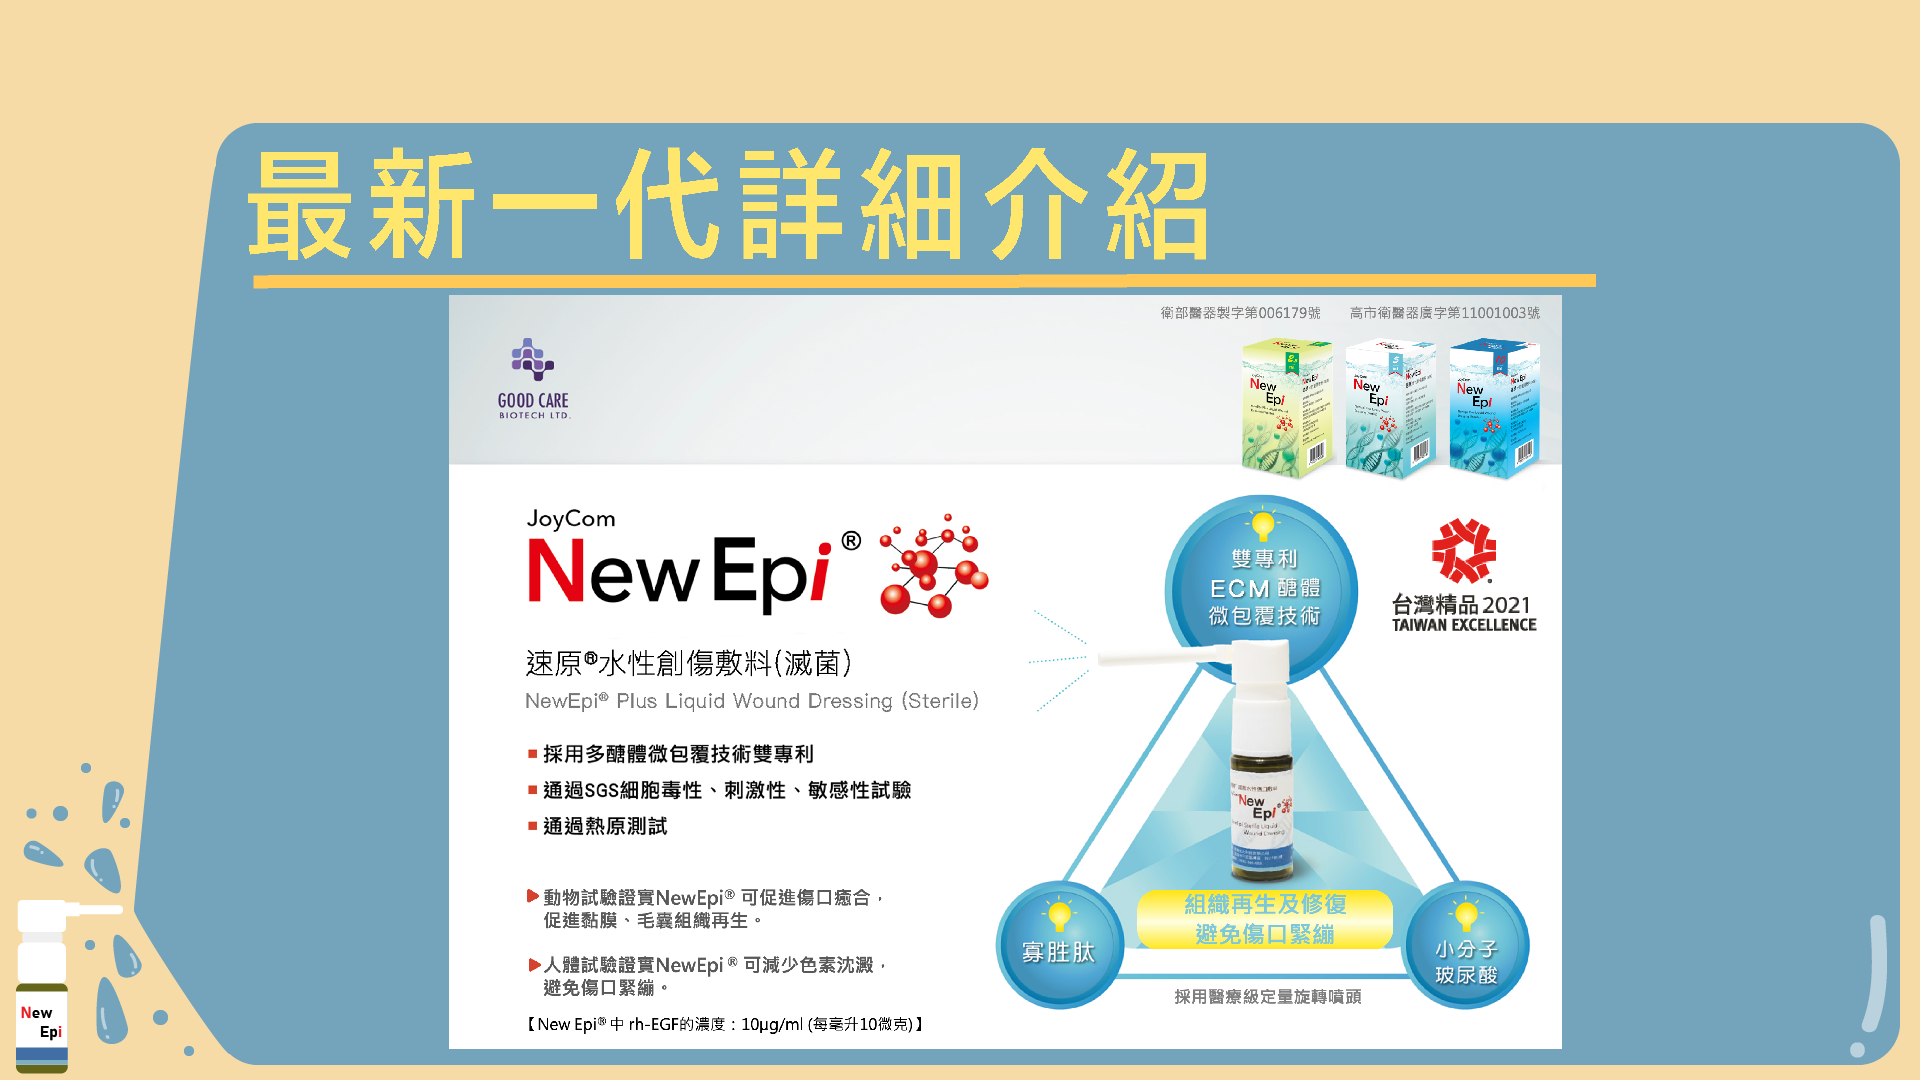 最新一代詳細介紹
衛部醫器製字第006179號 高市衛醫器廣字第11001003號
GOOD CARE
BIOTECH LTD.
New
Epi
New
Epi
New
Epi
JoyCom
NewEpi®
速原®水性創傷敷料(滅菌)
NewEpi® Plus Liquid Wound Dressing (Sterile)
採用多醣體微包覆技術雙專利
通過SGS細胞毒性、刺激性、敏感性試驗
通過熱原測試
動物試驗證實NewEpi® 可促進傷口癒合，
促進黏膜、毛囊組織再生。
人體試驗證實NewEpi® 可減少色素沈澱，
避免傷口緊繃。
【New Epi®中 rh-EGF的濃度：10μg/ml (每毫升10微克)】
雙專利
ECM 醣體
微包覆技術
台灣精品 2021
TAIWAN EXCELLENCE
New
Epi
組織再生及修復
避免傷口緊繃
寡胜肽
小分子
玻尿酸
採用醫療級定量旋轉噴頭
New
Epi